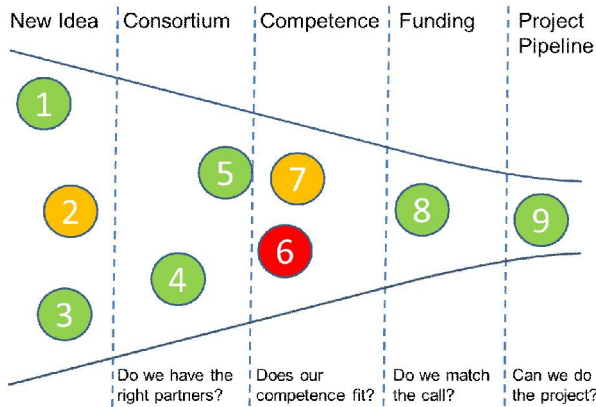 New Idea
Consortium
Competence
Funding
Project
Pipeline
1
2
3
4
5
6
7
8
9
Do we have the
right partners?
Does our
competence fit?
Do we match
the call?
Can we do
the project?